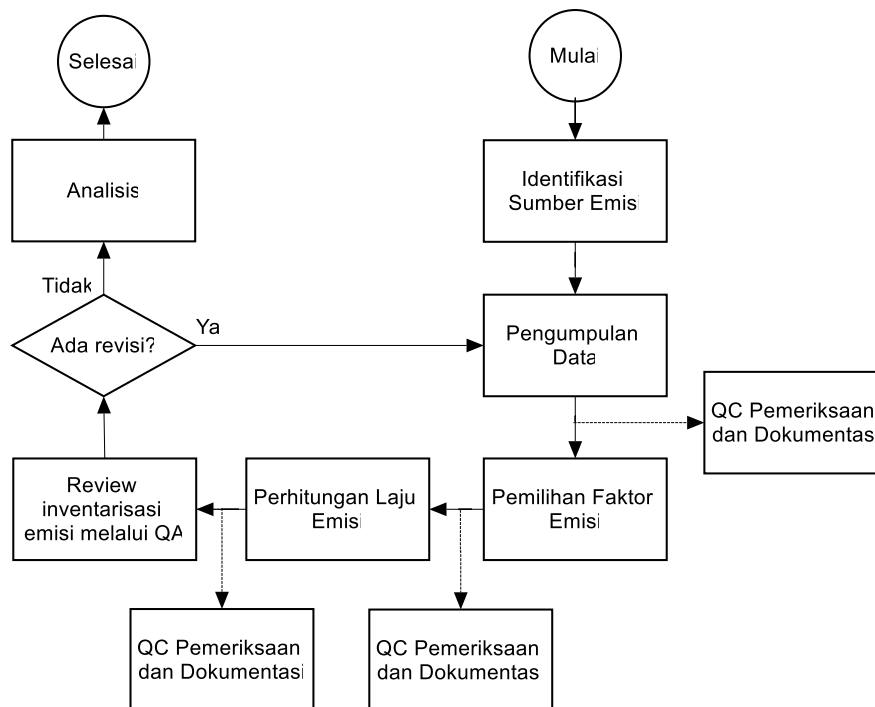 Mulai
Identifikasi
Sumber Emisi
Pengumpulan
Data
QC Pemeriksaan
dan Dokumentas
Pemilihan Faktor
Emisi
QC Pemeriksaan
dan Dokumentas
Perhitungan Laju
Emisi
QC Pemeriksaan
dan Dokumentasi
Review
inventarisasi
emisi melalui QA
Ada revisi?
Ya
Tidak
Analisis
Selesai